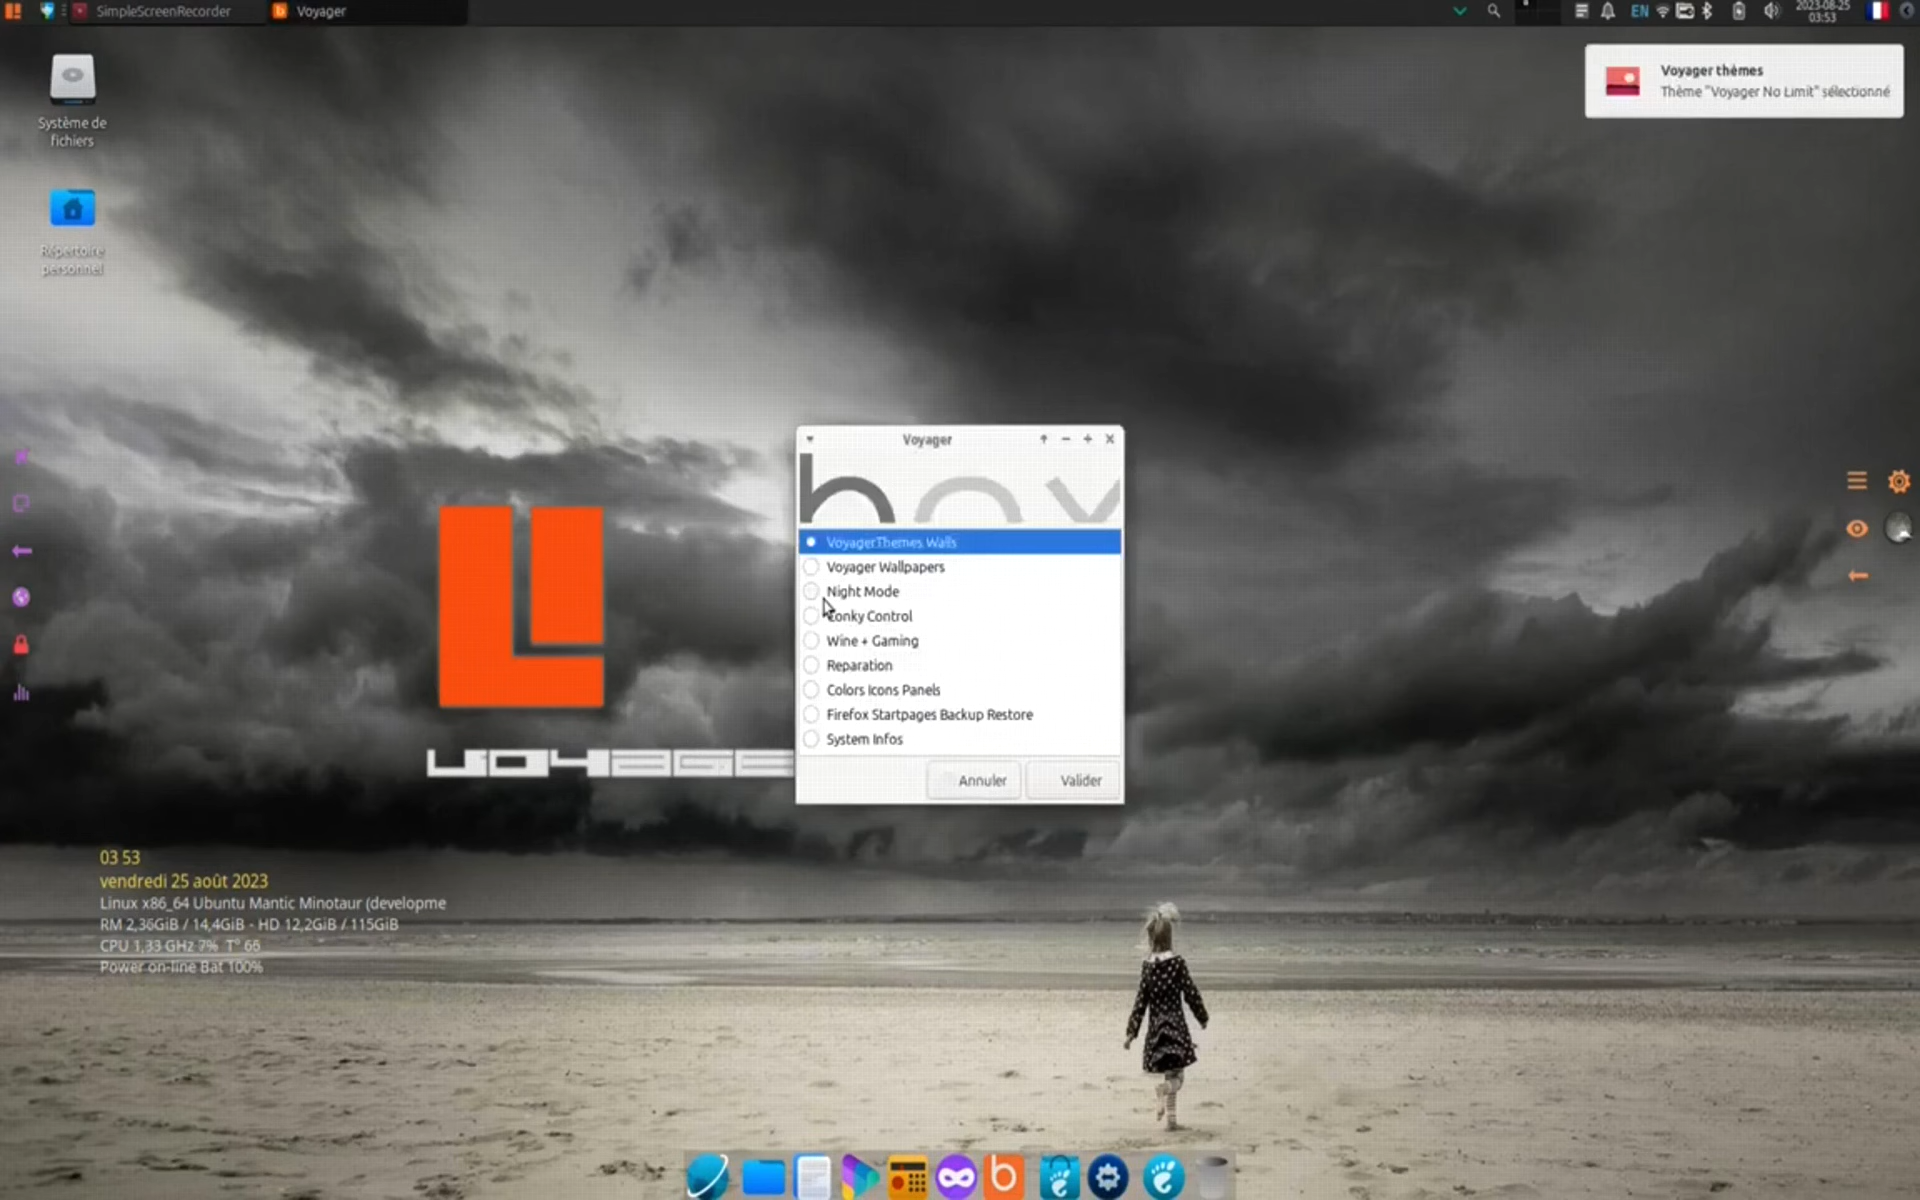 SimpleScreenRecorder
Voyager
EN
2023-08-25
03:53
Voyager thèmes
Thème "Voyager No Limit" sélectionné
Système de
fichiers
Répertoire
personnel
Voyager
VoyagerThemes Walls
Voyager Wallpapers
Night Mode
Conky Control
Wine + Gaming
Reparation
Colors Icons Panels
Firefox Startpages Backup Restore
System Infos
Annuler
Valider
VOYAGE
03 53
vendredi 25 août 2023
Linux x86_64 Ubuntu Mantic Minotaur (developme
RM 2,36GiB / 14,4GiB - HD 12,2GiB / 115GiB
CPU 1,33 GHz 7% T° 65
Power on-line Bat 100%